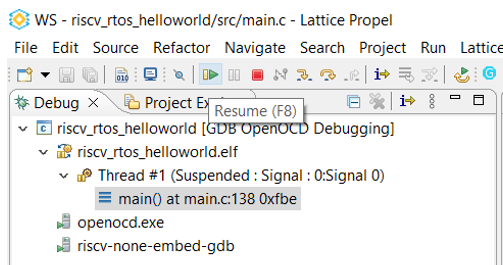 WS - riscv_rtos_helloworld/src/main.c - Lattice Propel
File Edit Source Refactor Navigate Search Project Run Lattic
010
Debug Project Ex
Resume (F8)
riscv_rtos_helloworld [GDB OpenOCD Debugging]
riscv_rtos_helloworld.elf
Thread #1 (Suspended : Signal : 0:Signal 0)
main() at main.c:138 0xfbe
openocd.exe
riscv-none-embed-gdb